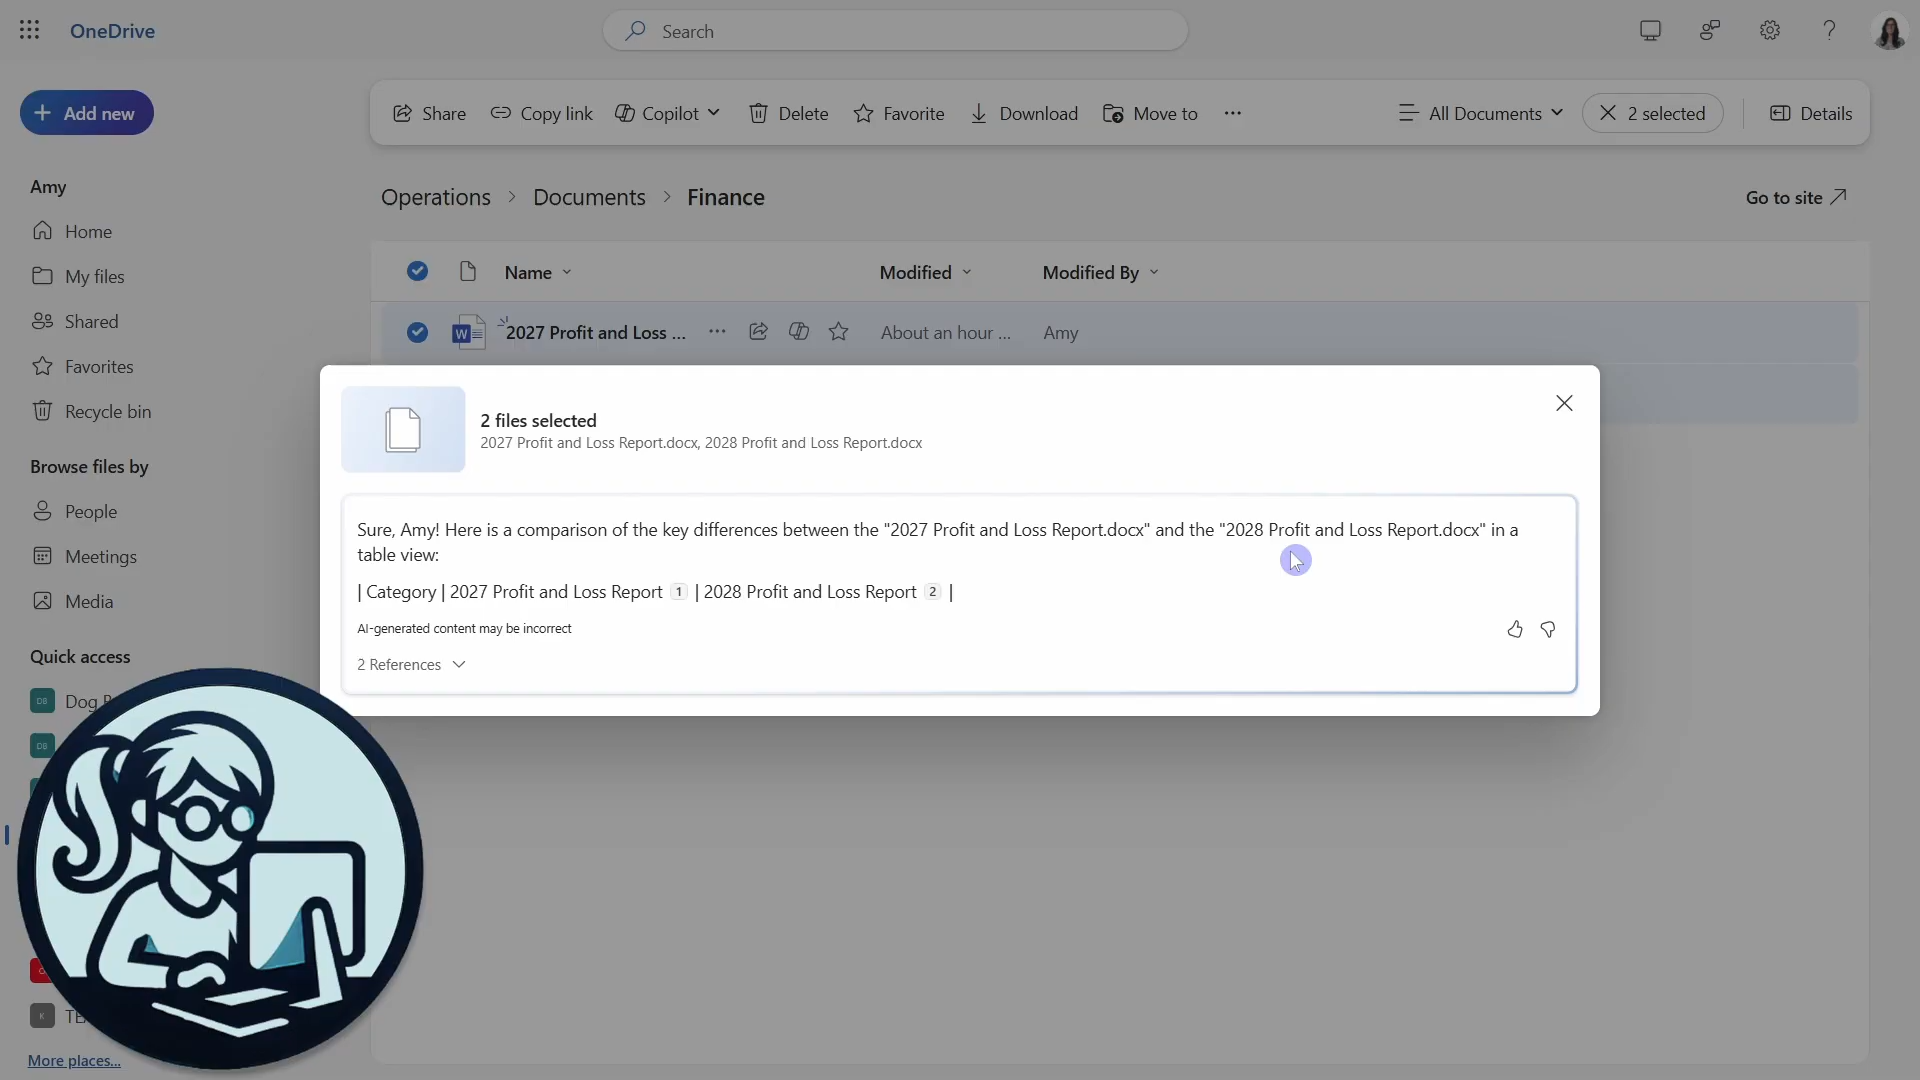 OneDrive
Search
Add new
Share Copy link Copilot Delete Favorite Download Move to ··· All Documents 2 selected Details
Amy
Home
My files
Shared
Favorites
Recycle bin
Browse files by
People
Meetings
Media
Quick access
DB Dog
DB
K
More places...
Operations > Documents > Finance
Go to site
Name Modified Modified By
W 2027 Profit and Loss ... ··· About an hour ... Amy
2 files selected
2027 Profit and Loss Report.docx, 2028 Profit and Loss Report.docx
Sure, Amy! Here is a comparison of the key differences between the "2027 Profit and Loss Report.docx" and the "2028 Profit and Loss Report.docx" in a
table view:
| Category | 2027 Profit and Loss Report 1 | 2028 Profit and Loss Report 2 |
AI-generated content may be incorrect
2 References